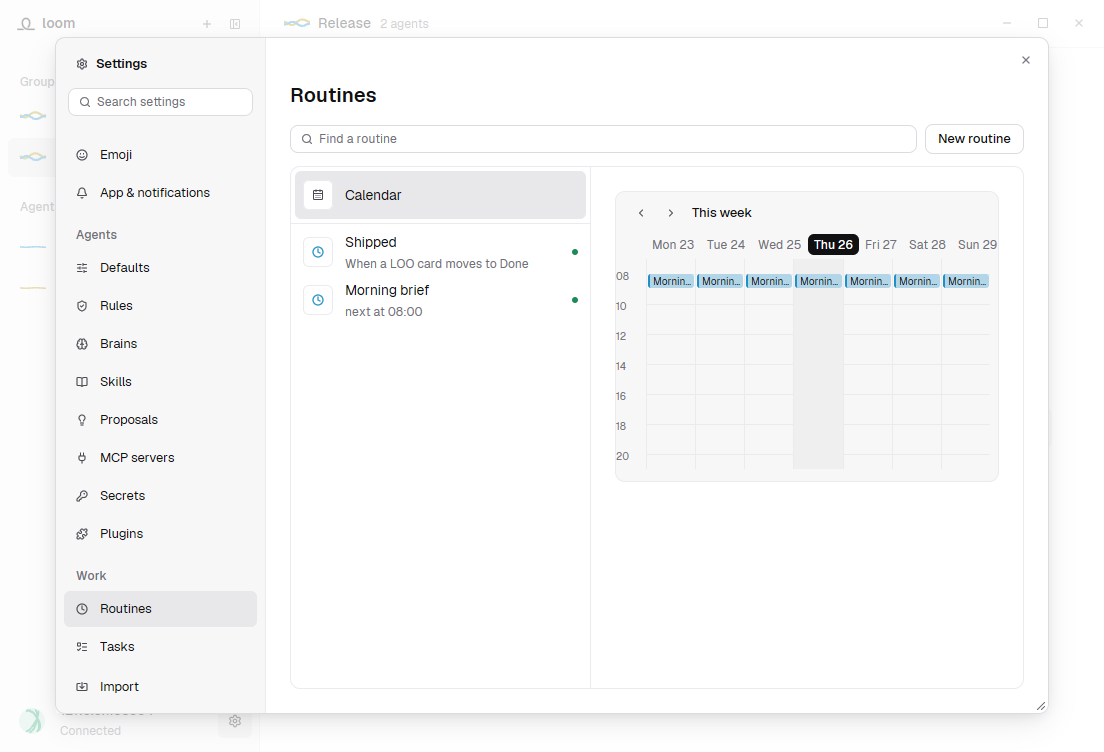 loom
Release 2 agents
Settings
Search settings
Emoji
App & notifications
Agents
Defaults
Rules
Brains
Skills
Proposals
MCP servers
Secrets
Plugins
Work
Routines
Tasks
Import
Group
Agent
Connected
Routines
Find a routine
New routine
Calendar
Shipped
When a LOO card moves to Done
Morning brief
next at 08:00
This week
Mon 23 Tue 24 Wed 25 Thu 26 Fri 27 Sat 28 Sun 29
08
Mornin... Mornin... Mornin... Mornin... Mornin... Mornin... Mornin...
10
12
14
16
18
20